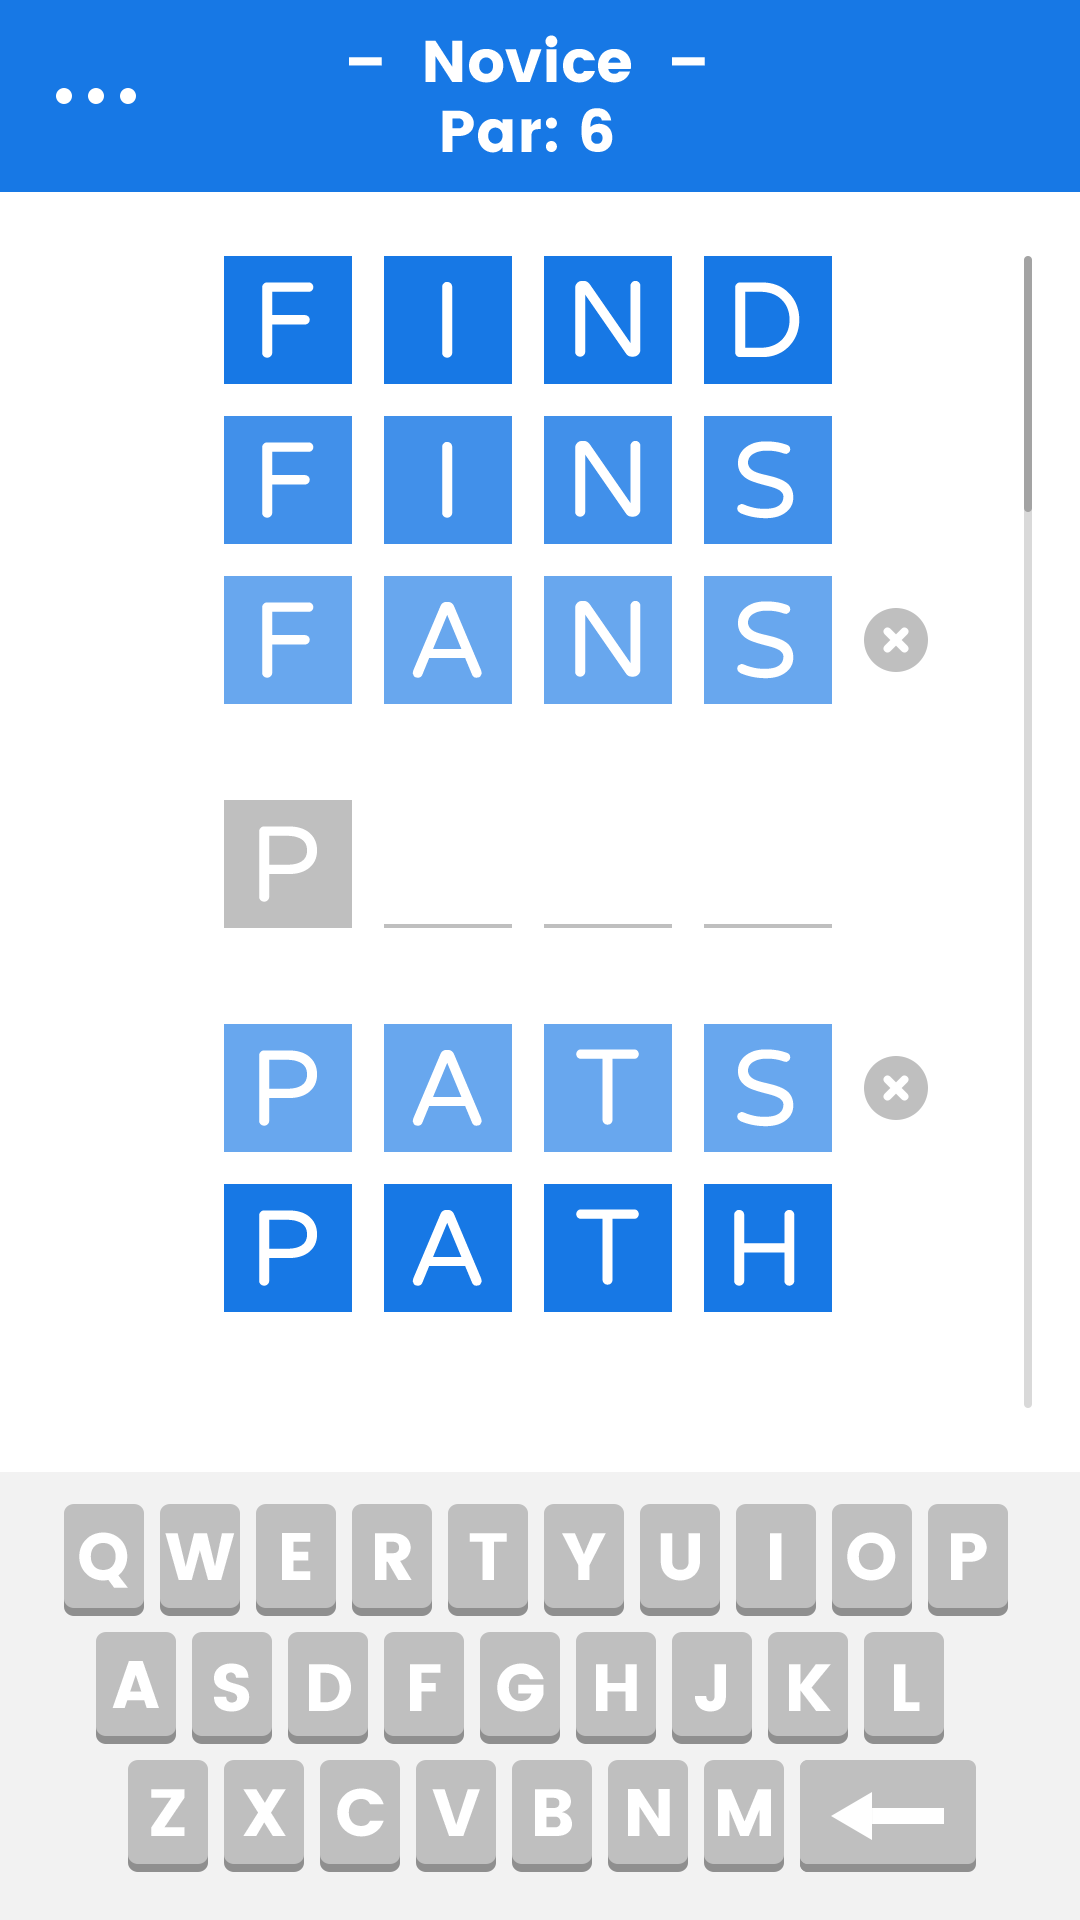 – Novice –
Par: 6
F I N D
F I N S
F A N S
P
P A T S
P A T H
Q W E R T Y U I O P
A S D F G H J K L
Z X C V B N M